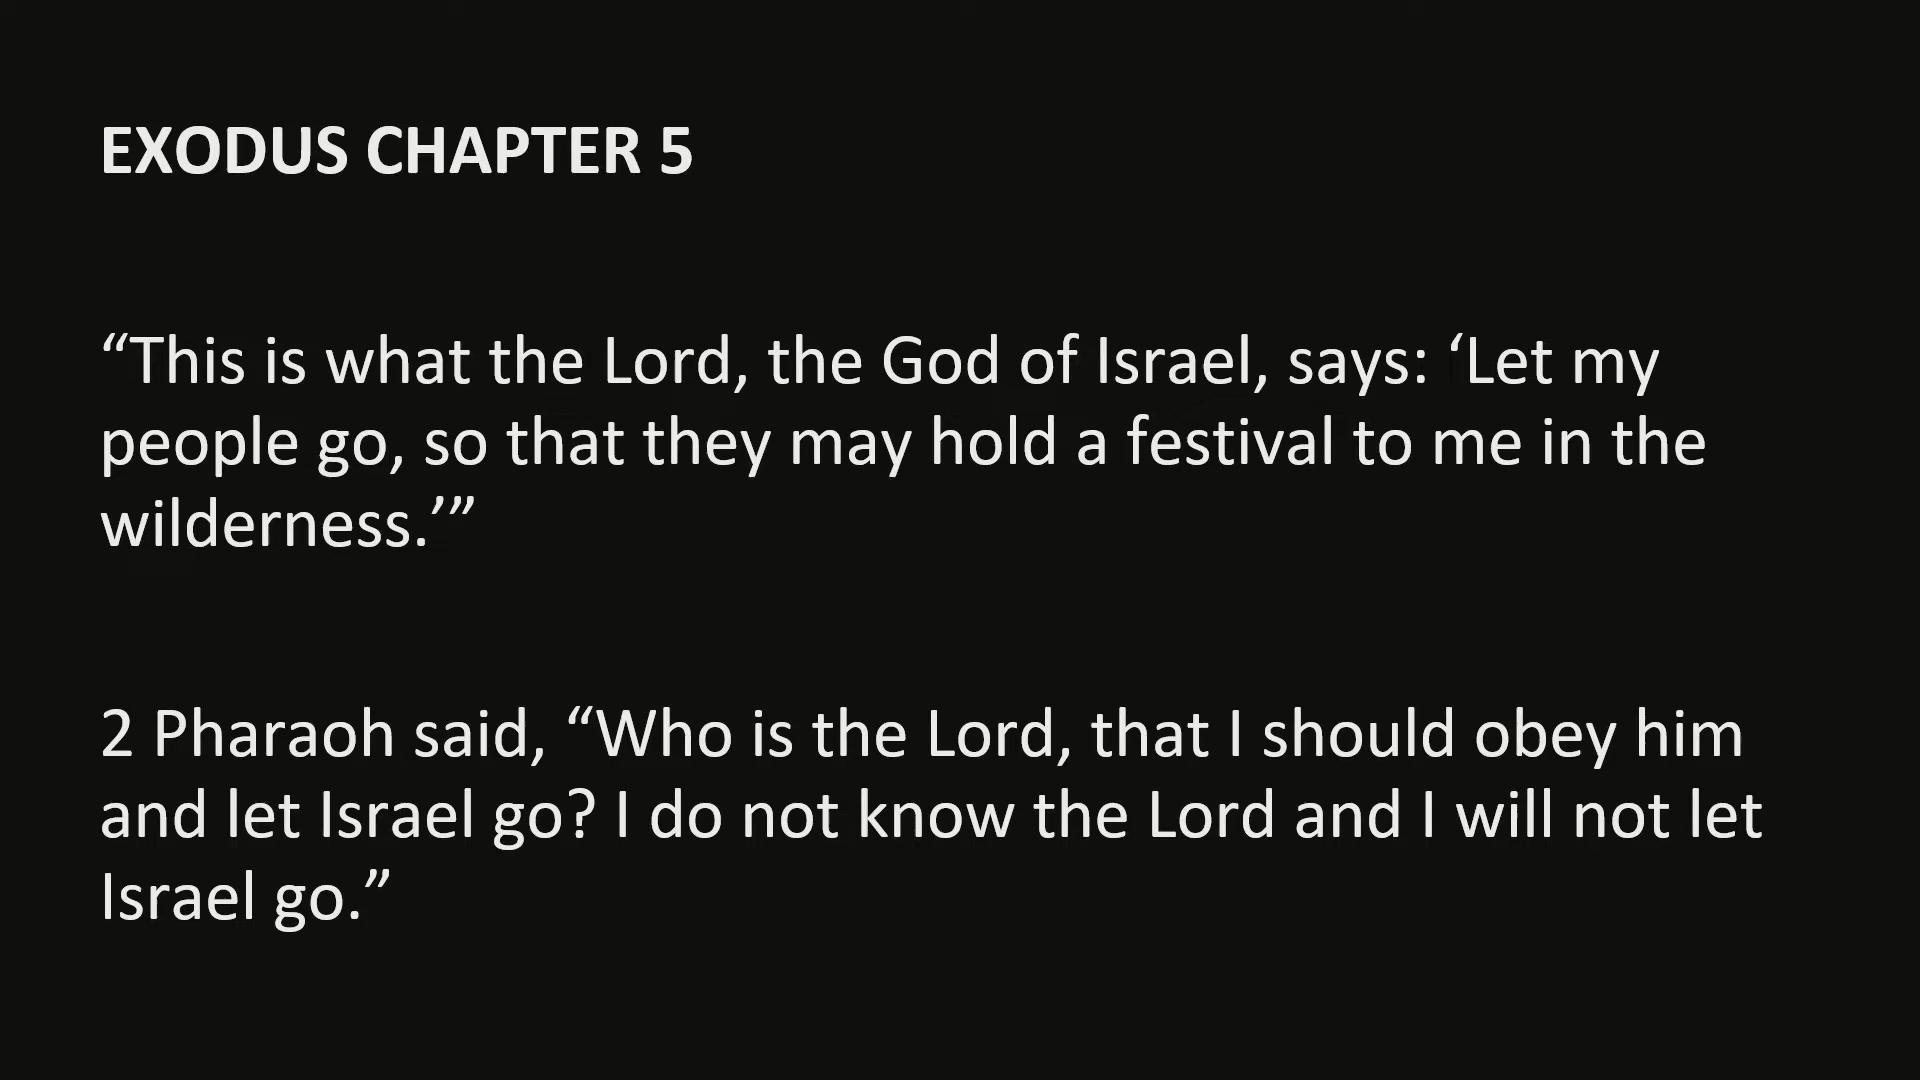 EXODUS CHAPTER 5
“This is what the Lord, the God of Israel, says: ‘Let my
people go, so that they may hold a festival to me in the
wilderness.’”
2 Pharaoh said, “Who is the Lord, that I should obey him
and let Israel go? I do not know the Lord and I will not let
Israel go.”